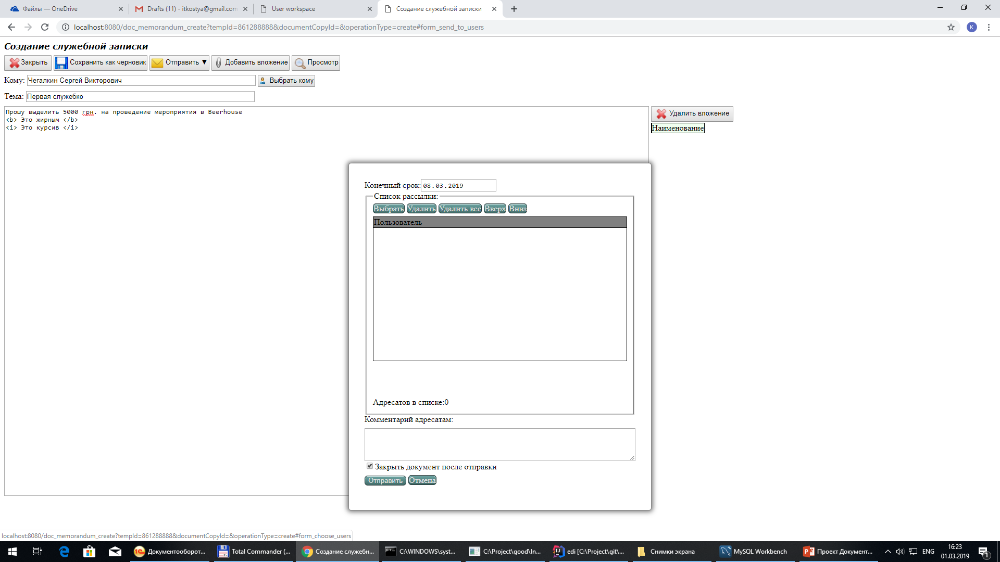 Файлы — OneDrive
Drafts (11) - itkostya@gmail.com
User workspace
Создание служебной записки
localhost:8080/doc_memorandum_create?tempId=861288888&documentCopyId=&operationType=create#form_send_to_users
K
Создание служебной записки
Закрыть
Сохранить как черновик
Отправить ▼
Добавить вложение
Просмотр
Кому: Чегалкин Сергей Викторович
Выбрать кому
Тема: Первая служебко
Прошу выделить 5000 грн. на проведение мероприятия в Beerhouse
<b> Это жирным </b>
<i> Это курсив </i>
Удалить вложение
Наименование
Конечный срок: 08.03.2019
Список рассылки:
Выбрать Удалить Удалить все Вверх Вниз
Пользователь
Адресатов в списке:0
Комментарий адресатам:
Закрыть документ после отправки
Отправить Отмена
localhost:8080/doc_memorandum_create?tempId=861288888&documentCopyId=&operationType=create#form_choose_users
Документооборот...
Total Commander (...
Создание служебн...
C:\WINDOWS\syst...
C:\Project\good\In...
edi [C:\Project\git\...
Снимки экрана
MySQL Workbench
Проект Документ...
ENG
16:23
01.03.2019
1